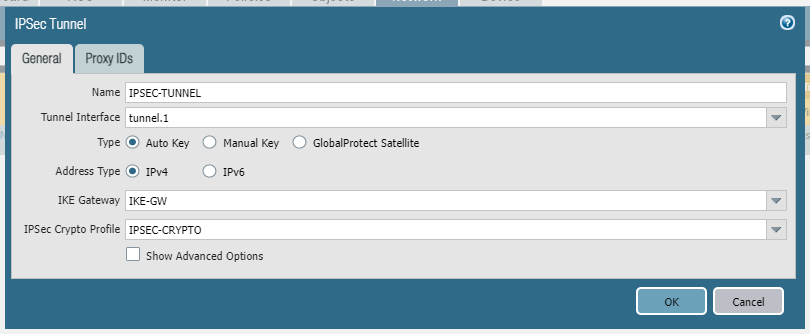 Network
IPSec Tunnel
General Proxy IDs
Name IPSEC-TUNNEL
Tunnel Interface tunnel.1
Type Auto Key Manual Key GlobalProtect Satellite
Address Type IPv4 IPv6
IKE Gateway IKE-GW
IPSec Crypto Profile IPSEC-CRYPTO
Show Advanced Options
OK Cancel